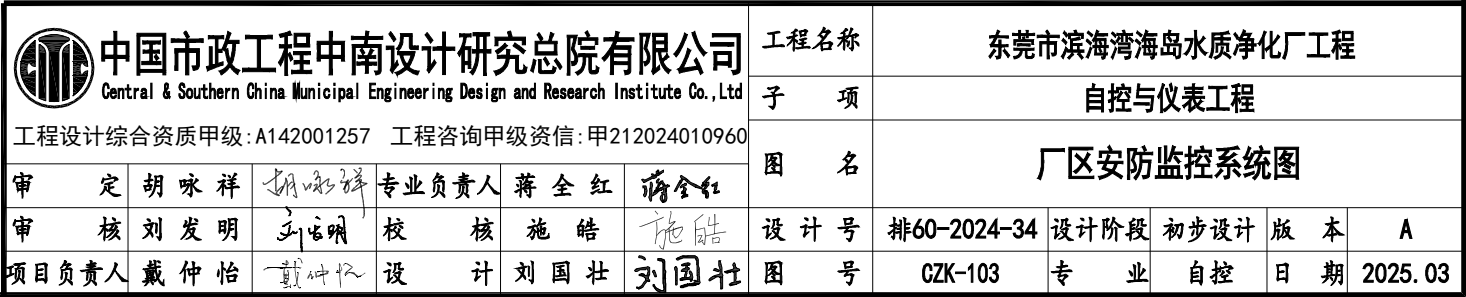 中国市政工程中南设计研究总院有限公司
Central & Southern China Municipal Engineering Design and Research Institute Co.,Ltd
工程设计综合资质甲级:A142001257 工程咨询甲级资信:甲212024010960
工程名称 东莞市滨海湾海岛水质净化厂工程
子项 自控与仪表工程
图名 厂区安防监控系统图
审定 胡咏祥 胡咏祥 专业负责人 蒋全红 蒋全红
审核 刘发明 刘发明 校核 施皓 施皓 设计号 排60-2024-34 设计阶段 初步设计 版本 A
项目负责人 戴仲怡 戴仲怡 设计 刘国壮 刘国壮 图号 CZK-103 专业 自控 日期 2025.03